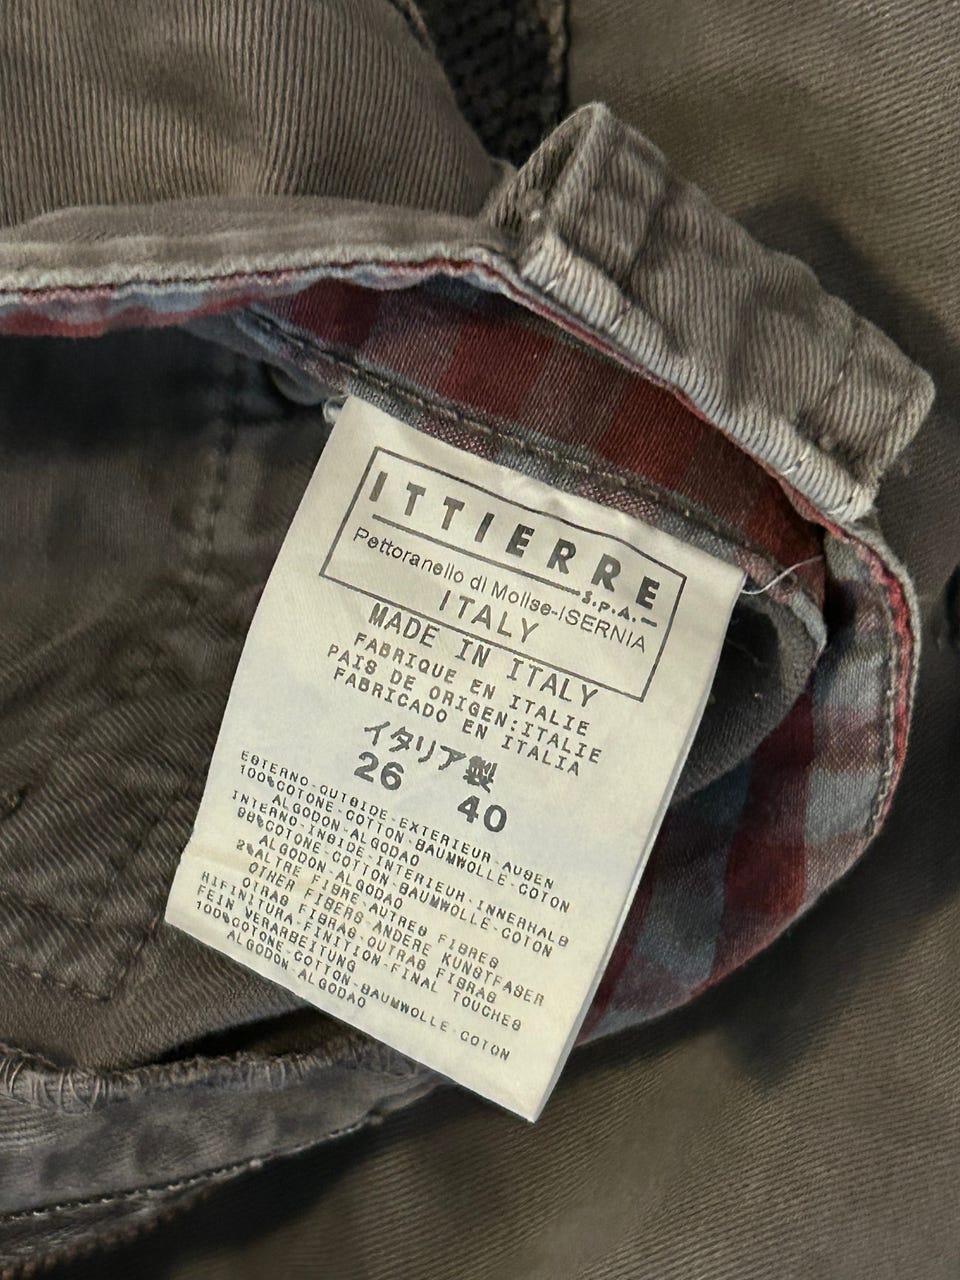 ITTIERRE
S.P.A.
Pettoranello di Molise-ISERNIA
ITALY
MADE IN ITALY
FABRIQUE EN ITALIE
PAIS DE ORIGEN:ITALIE
FABRICADO EN ITALIA
イタリア製
26 40
ESTERNO-OUTSIDE-EXTERIEUR-AUSEN
100%COTONE-COTTON-BAUMWOLLE-COTON
ALGODON-ALGODAO
INTERNO-INSIDE-INTERIEUR-INNERHALB
98%COTONE-COTTON-BAUMWOLLE-COTON
ALGODON-ALGODAO
2%ALTRE FIBRE-AUTRES FIBRES
OTHER FIBERS-ANDERE KUNSTFASER
OTRAS FIBRAS-OUTRAS FIBRAS
RIFINITURA-FINITION-FINAL TOUCHES
FEIN VERARBEITUNG
100%COTONE-COTTON-BAUMWOLLE-COTON
ALGODON-ALGODAO